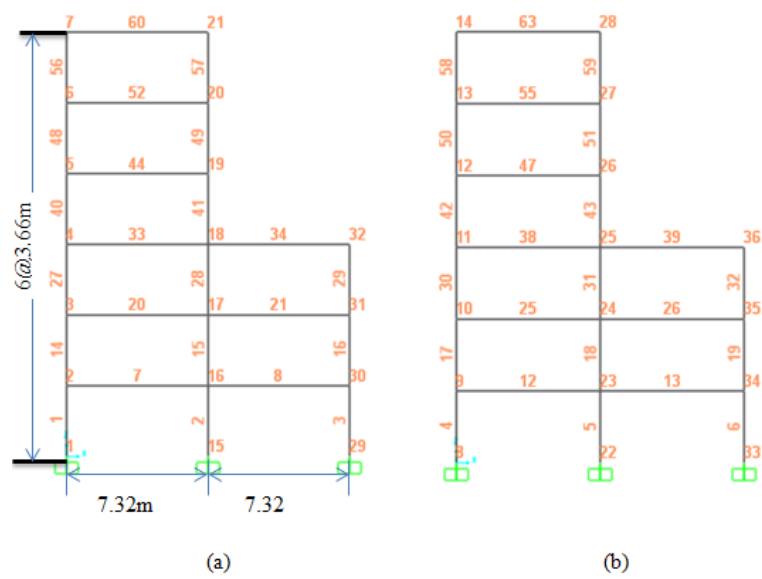 7 60 21
56 57
6 52 20
48 49
5 44 19
40 41
4 33 18 34 32
27 28 29
3 20 17 21 31
14 15 16
2 7 16 8 30
1 2 3
1 15 29
6@3.66m
7.32m 7.32
(a)
14 63 28
58 59
13 55 27
50 51
12 47 26
42 43
11 38 25 39 36
30 31 32
10 25 24 26 35
17 18 19
9 12 23 13 34
4 5 6
8 22 33
(b)